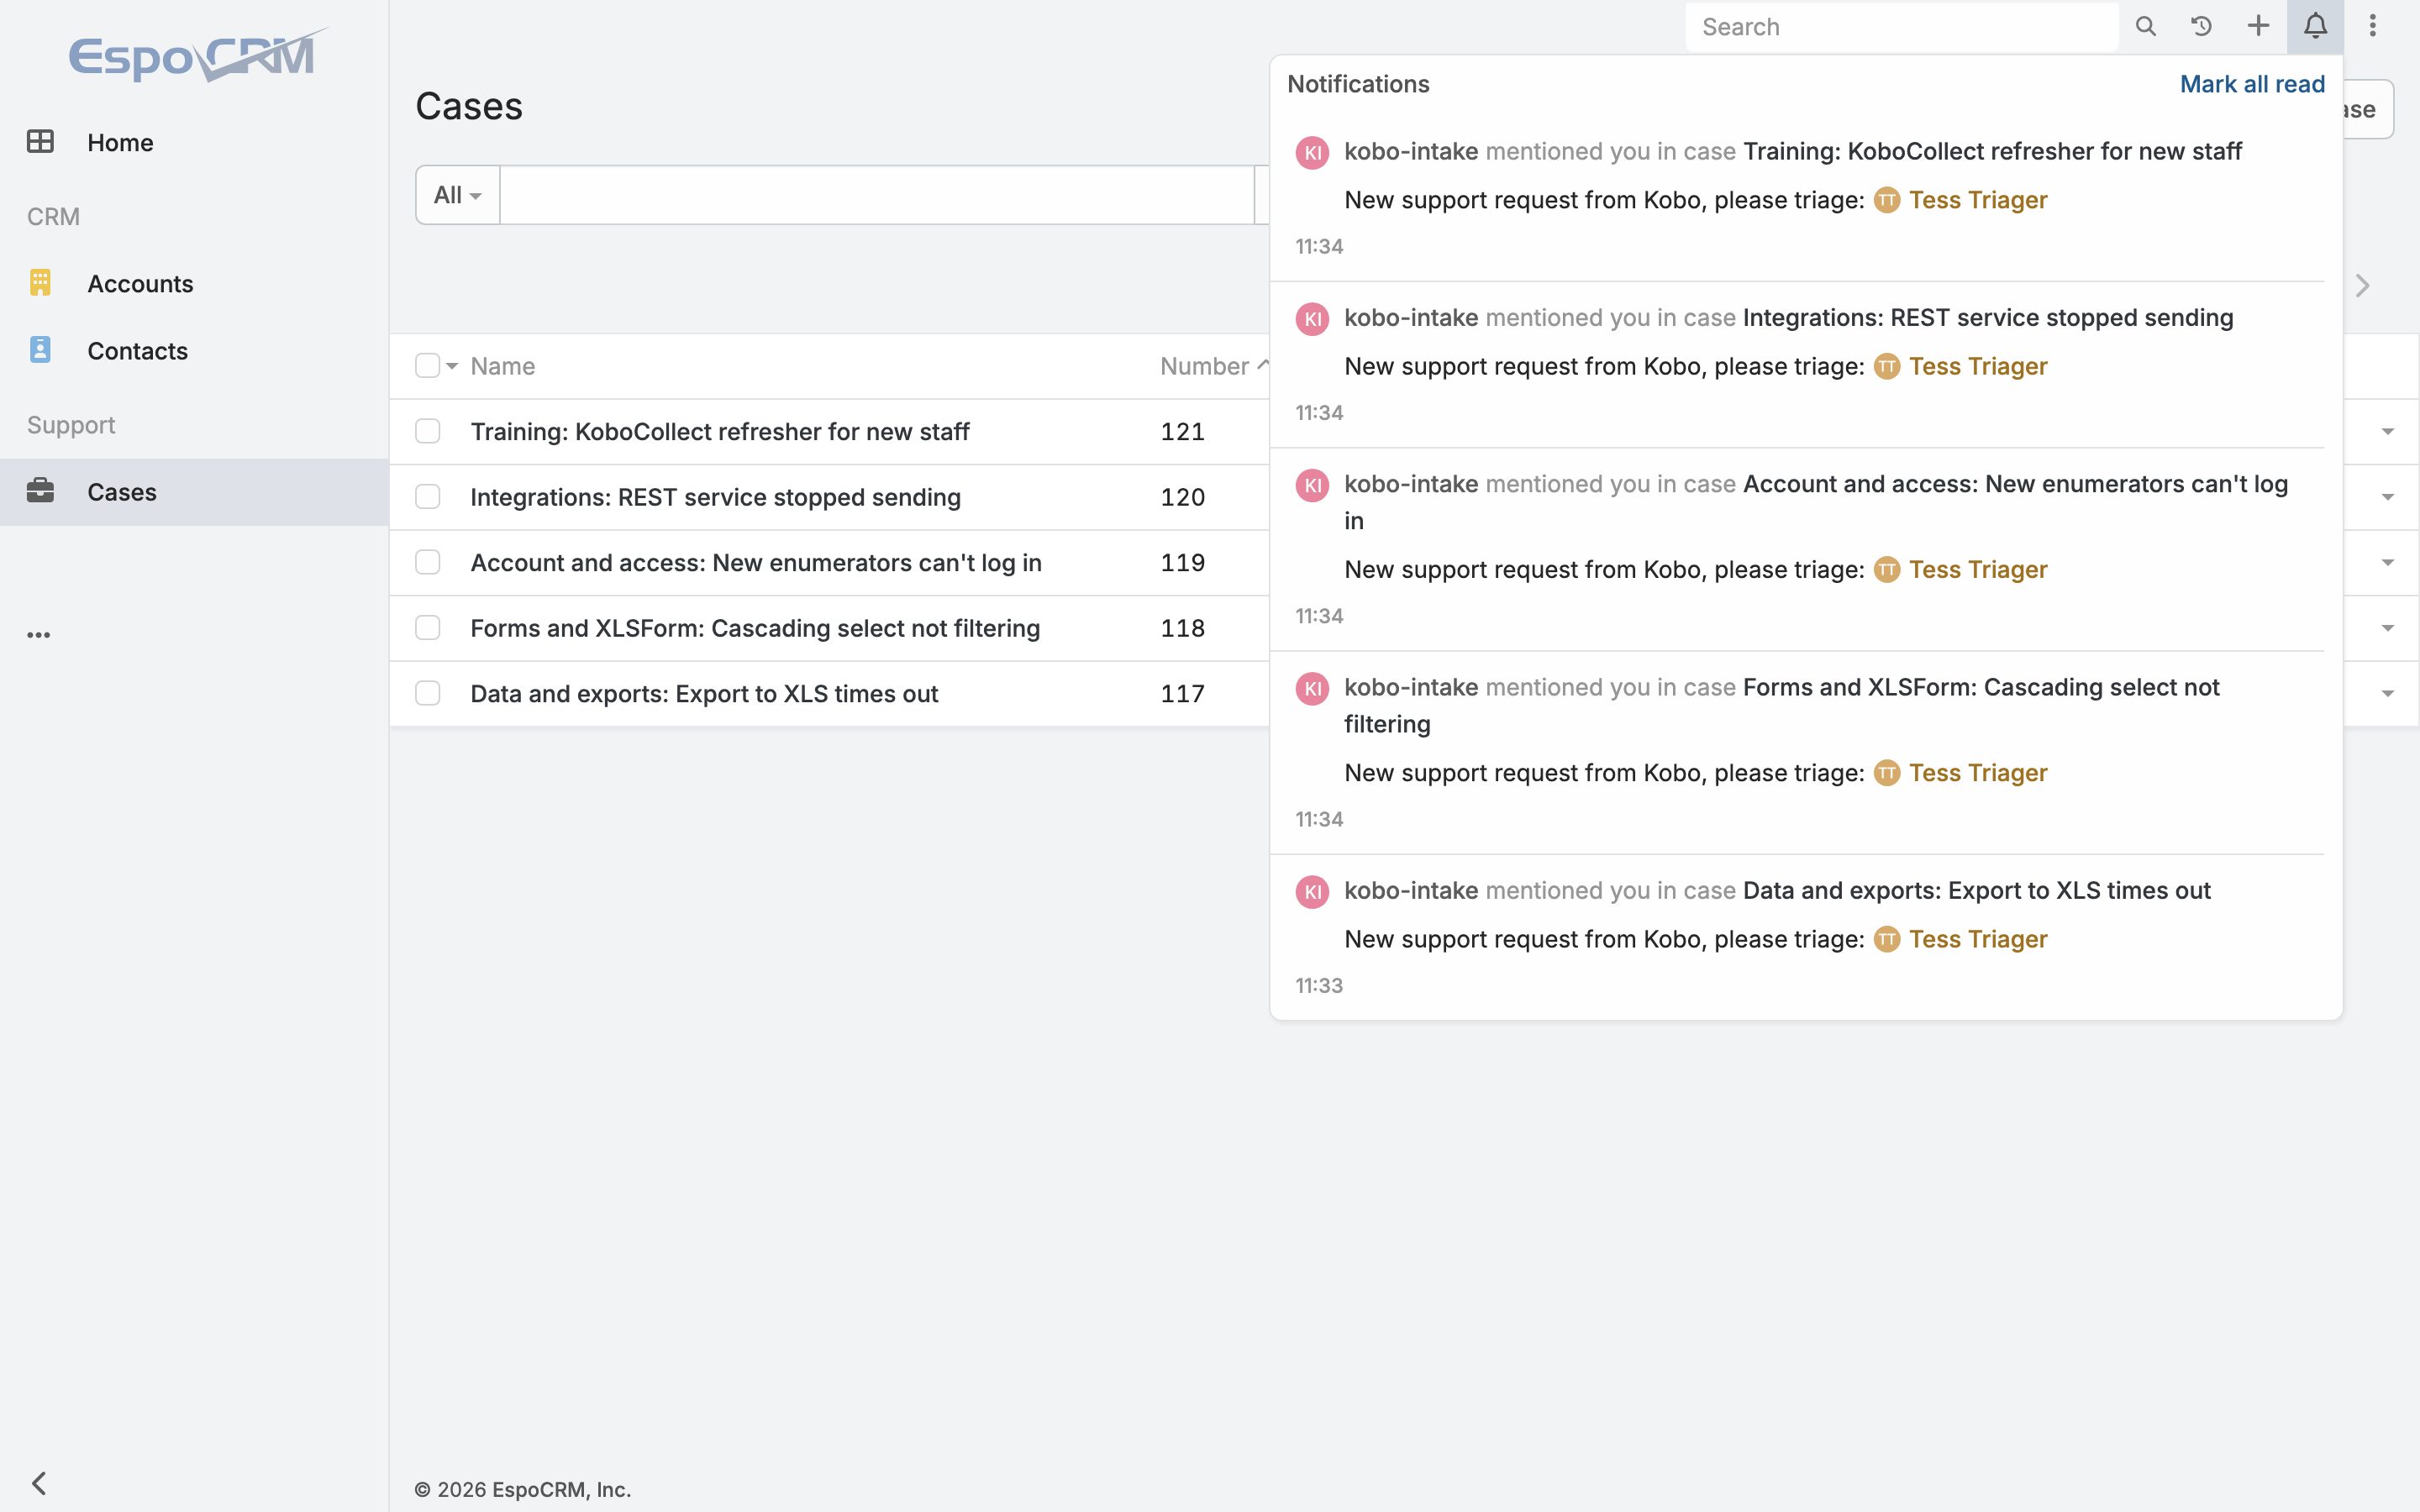 EspoCRM
Search
Home
CRM
Accounts
Contacts
Support
Cases
Cases
ase
All
Name
Number
Training: KoboCollect refresher for new staff 121
Integrations: REST service stopped sending 120
Account and access: New enumerators can't log in 119
Forms and XLSForm: Cascading select not filtering 118
Data and exports: Export to XLS times out 117
Notifications
Mark all read
KI kobo-intake mentioned you in case Training: KoboCollect refresher for new staff
New support request from Kobo, please triage: TT Tess Triager
11:34
KI kobo-intake mentioned you in case Integrations: REST service stopped sending
New support request from Kobo, please triage: TT Tess Triager
11:34
KI kobo-intake mentioned you in case Account and access: New enumerators can't log
in
New support request from Kobo, please triage: TT Tess Triager
11:34
KI kobo-intake mentioned you in case Forms and XLSForm: Cascading select not
filtering
New support request from Kobo, please triage: TT Tess Triager
11:34
KI kobo-intake mentioned you in case Data and exports: Export to XLS times out
New support request from Kobo, please triage: TT Tess Triager
11:33
© 2026 EspoCRM, Inc.